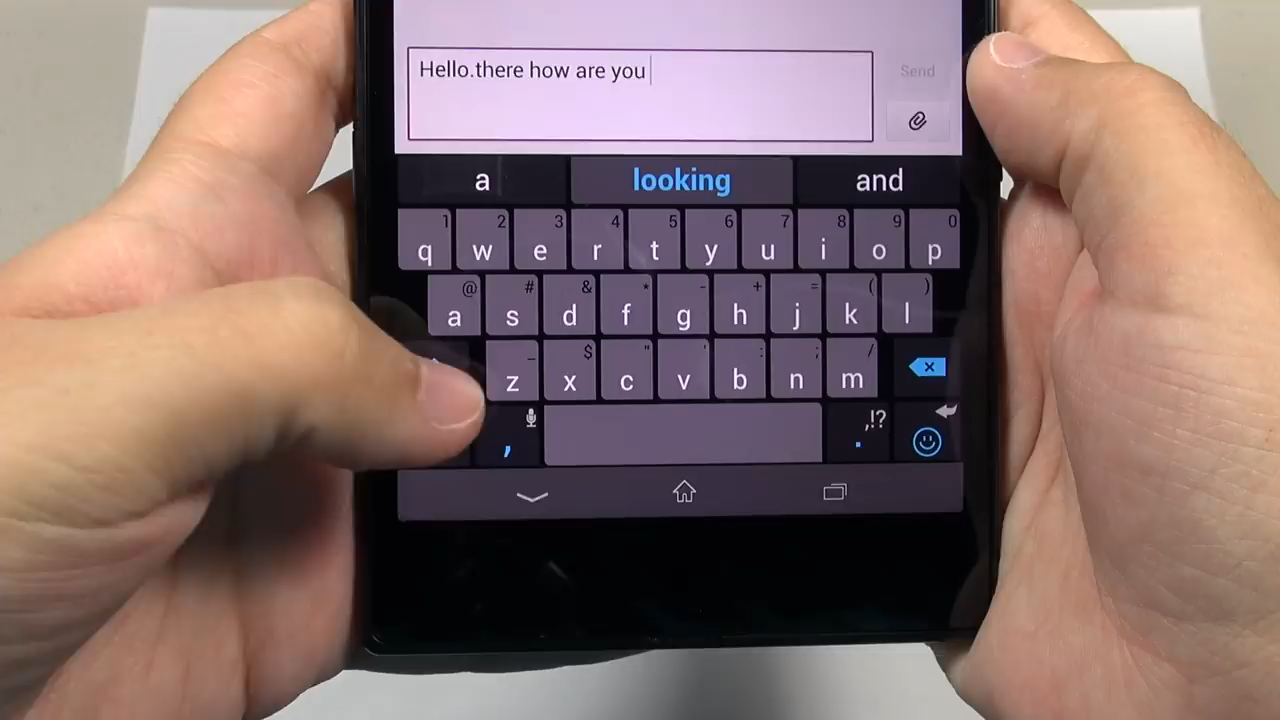 Hello.there how are you
Send
a looking and
1 2 3 4 5 6 7 8 9 0
q w e r t y u i o p
@ # & * - + = ( )
a s d f g h j k l
_ $ " ' : ; /
z x c v b n m
, . ,!?